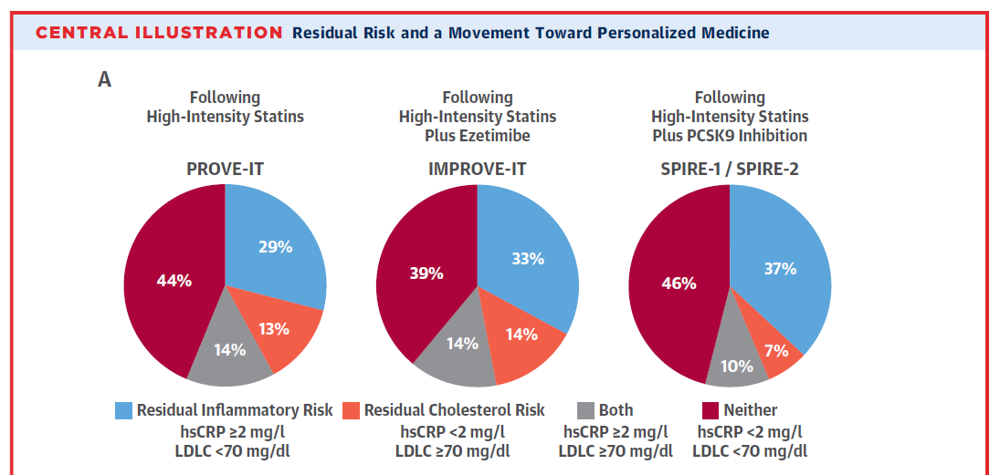 CENTRAL ILLUSTRATION Residual Risk and a Movement Toward Personalized Medicine
A
Following
High-Intensity Statins
PROVE-IT
29%
13%
14%
44%
Following
High-Intensity Statins
Plus Ezetimibe
IMPROVE-IT
33%
14%
14%
39%
Following
High-Intensity Statins
Plus PCSK9 Inhibition
SPIRE-1 / SPIRE-2
37%
7%
10%
46%
Residual Inflammatory Risk
hsCRP ≥2 mg/l
LDLC <70 mg/dl
Residual Cholesterol Risk
hsCRP <2 mg/l
LDLC ≥70 mg/dl
Both
hsCRP ≥2 mg/l
LDLC ≥70 mg/dl
Neither
hsCRP <2 mg/l
LDLC <70 mg/dl